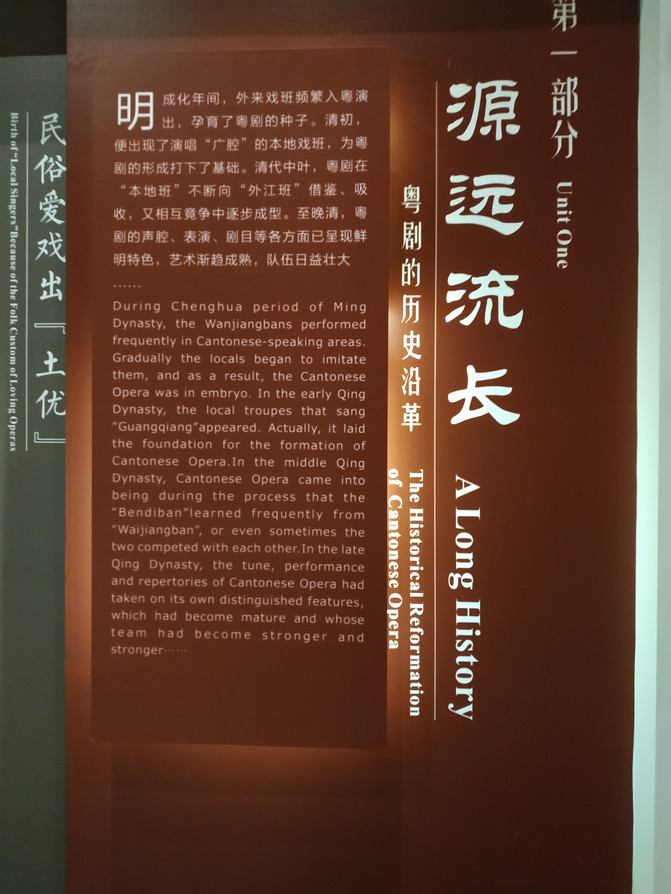 第一部分 Unit One
源远流长 A Long History
粤剧的历史沿革
The Historical Reformation
of Cantonese Opera
明成化年间，外来戏班频繁入粤演
出，孕育了粤剧的种子。清初，
便出现了演唱“广腔”的本地戏班，为粤
剧的形成打下了基础。清代中叶，粤剧在
“本地班”不断向“外江班”借鉴、吸
收，又相互竟争中逐步成型。至晚清，粤
剧的声腔、表演、剧目等各方面已呈现鲜
明特色，艺术渐趋成熟，队伍日益壮大
……
During Chenghua period of Ming
Dynasty, the Wanjiangbans performed
frequently in Cantonese-speaking areas.
Gradually the locals began to imitate
them, and as a result, the Cantonese
Opera was in embryo. In the early Qing
Dynasty, the local troupes that sang
“Guangqiang”appeared. Actually, it laid
the foundation for the formation of
Cantonese Opera.In the middle Qing
Dynasty, Cantonese Opera came into
being during the process that the
“Bendiban”learned frequently from
“Waijiangban”, or even sometimes the
two competed with each other.In the late
Qing Dynasty, the tune, performance
and repertories of Cantonese Opera had
taken on its own distinguished features,
which had become mature and whose
team had become stronger and
stronger……
民俗爱戏出『土优』
Birth of “Local Singers”Because of the Folk Custom of Loving Operas